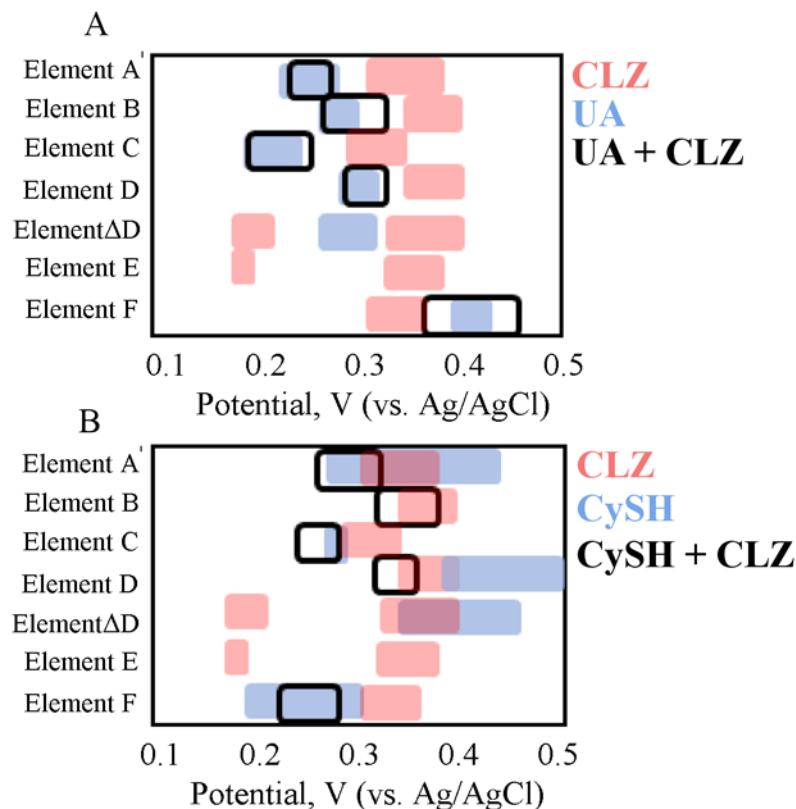 A
Element A'
Element B
Element C
Element D
ElementΔD
Element E
Element F
CLZ
UA
UA + CLZ
0.1 0.2 0.3 0.4 0.5
Potential, V (vs. Ag/AgCl)
B
Element A'
Element B
Element C
Element D
ElementΔD
Element E
Element F
CLZ
CySH
CySH + CLZ
0.1 0.2 0.3 0.4 0.5
Potential, V (vs. Ag/AgCl)